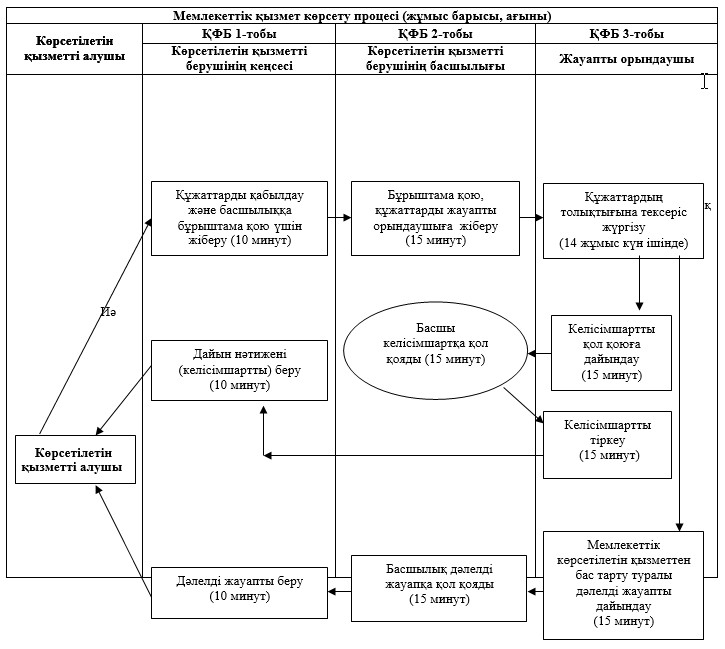 Мемлекеттік қызмет көрсету процесі (жұмыс барысы, ағыны)
Көрсетілетін
қызметті алушы
ҚФБ 1-тобы
ҚФБ 2-тобы
ҚФБ 3-тобы
Көрсетілетін қызметті
берушінің кеңсесі
Көрсетілетін қызметті
берушінің басшылығы
Жауапты орындаушы
Құжаттарды қабылдау
және басшылыққа
бұрыштама қою үшін
жіберу (10 минут)
Бұрыштама қою,
құжаттарды жауапты
орындаушыға жіберу
(15 минут)
Құжаттардың
толықтығына тексеріс
жүргізу
(14 жұмыс күн ішінде)
қ
Иә
Басшы
келісімшартқа қол
қояды (15 минут)
Келісімшартты
қол қоюға
дайындау
(15 минут)
Дайын нәтижені
(келісімшартты) беру
(10 минут)
Келісімшартты
тіркеу
(15 минут)
Көрсетілетін
қызметті алушы
Мемлекеттік
көрсетілетін қызметтен
бас тарту туралы
дәлелді жауапты
дайындау
(15 минут)
Басшылық дәлелді
жауапқа қол қояды
(15 минут)
Дәлелді жауапты беру
(10 минут)